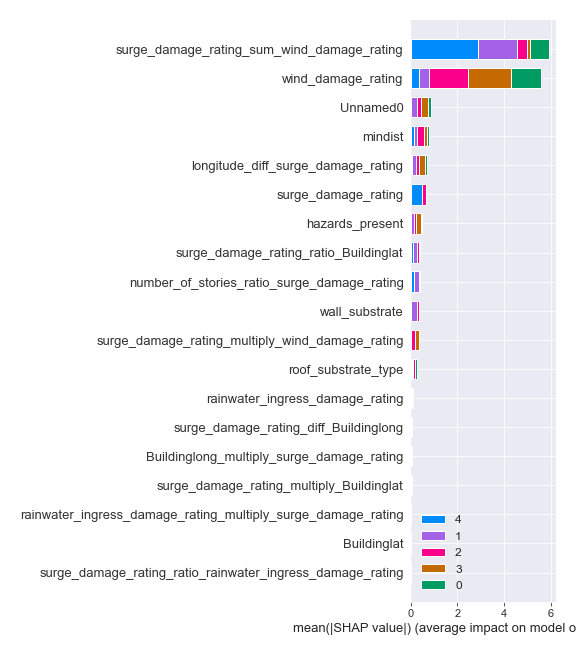 surge_damage_rating_sum_wind_damage_rating
wind_damage_rating
Unnamed0
mindist
longitude_diff_surge_damage_rating
surge_damage_rating
hazards_present
surge_damage_rating_ratio_Buildinglat
number_of_stories_ratio_surge_damage_rating
wall_substrate
surge_damage_rating_multiply_wind_damage_rating
roof_substrate_type
rainwater_ingress_damage_rating
surge_damage_rating_diff_Buildinglong
Buildinglong_multiply_surge_damage_rating
surge_damage_rating_multiply_Buildinglat
rainwater_ingress_damage_rating_multiply_surge_damage_rating
Buildinglat
surge_damage_rating_ratio_rainwater_ingress_damage_rating
4
1
2
3
0
0 2 4 6
mean(|SHAP value|) (average impact on model o